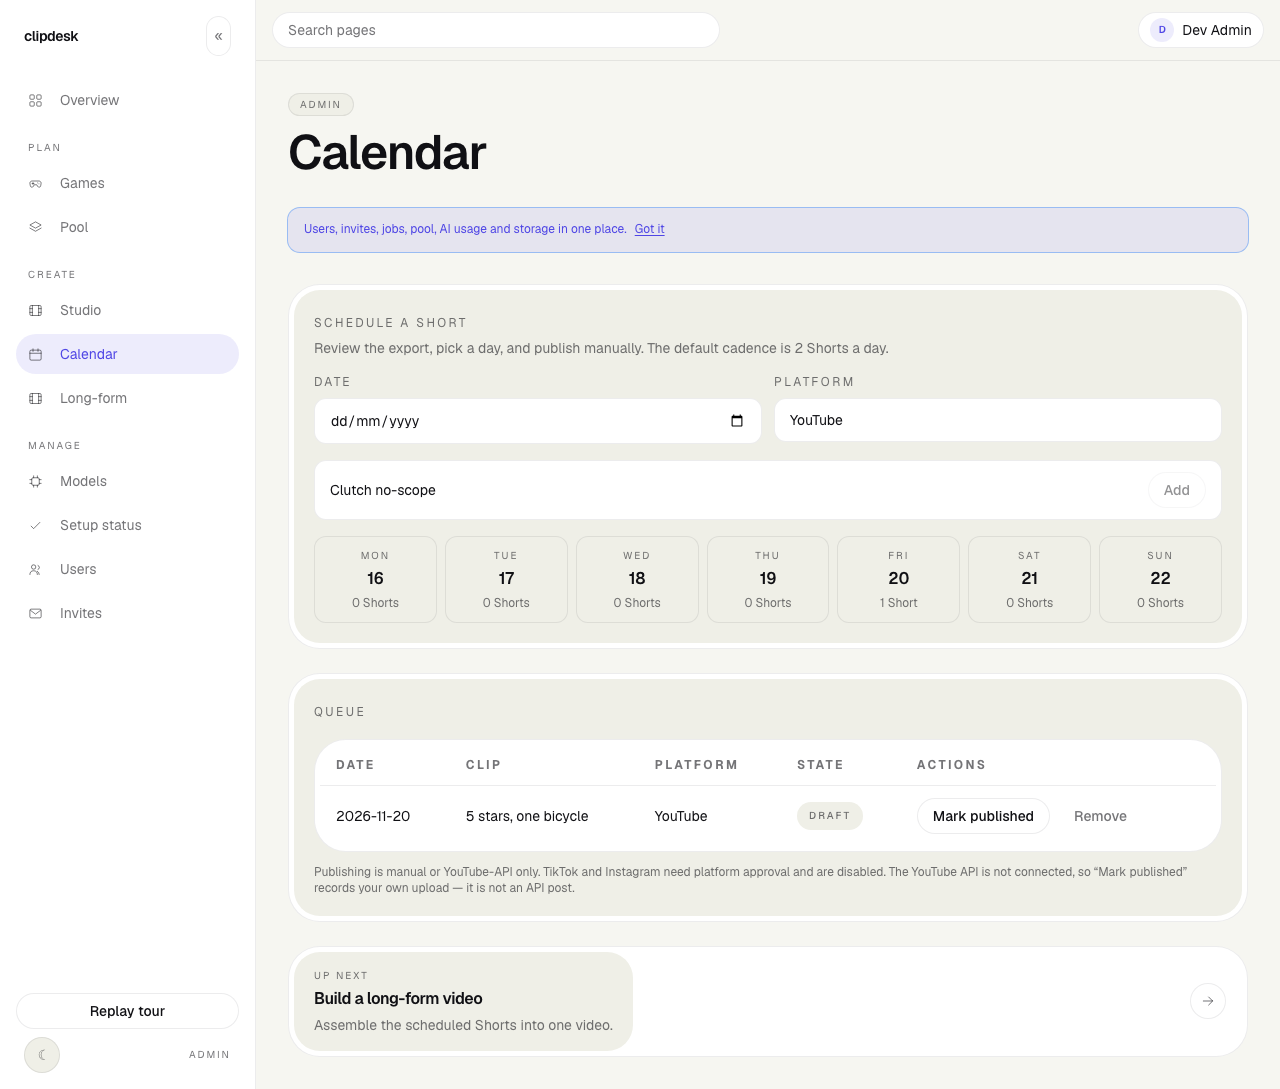 clipdesk
«
Overview
PLAN
Games
Pool
CREATE
Studio
Calendar
Long-form
MANAGE
Models
Setup status
Users
Invites
Replay tour
ADMIN
Search pages
D
Dev Admin
ADMIN
Calendar
Users, invites, jobs, pool, AI usage and storage in one place. Got it
SCHEDULE A SHORT
Review the export, pick a day, and publish manually. The default cadence is 2 Shorts a day.
DATE
PLATFORM
dd/mm/yyyy
YouTube
Clutch no-scope
Add
MON
16
0 Shorts
TUE
17
0 Shorts
WED
18
0 Shorts
THU
19
0 Shorts
FRI
20
1 Short
SAT
21
0 Shorts
SUN
22
0 Shorts
QUEUE
DATE CLIP PLATFORM STATE ACTIONS
2026-11-20 5 stars, one bicycle YouTube DRAFT Mark published Remove
Publishing is manual or YouTube-API only. TikTok and Instagram need platform approval and are disabled. The YouTube API is not connected, so “Mark published”
records your own upload — it is not an API post.
UP NEXT
Build a long-form video
Assemble the scheduled Shorts into one video.